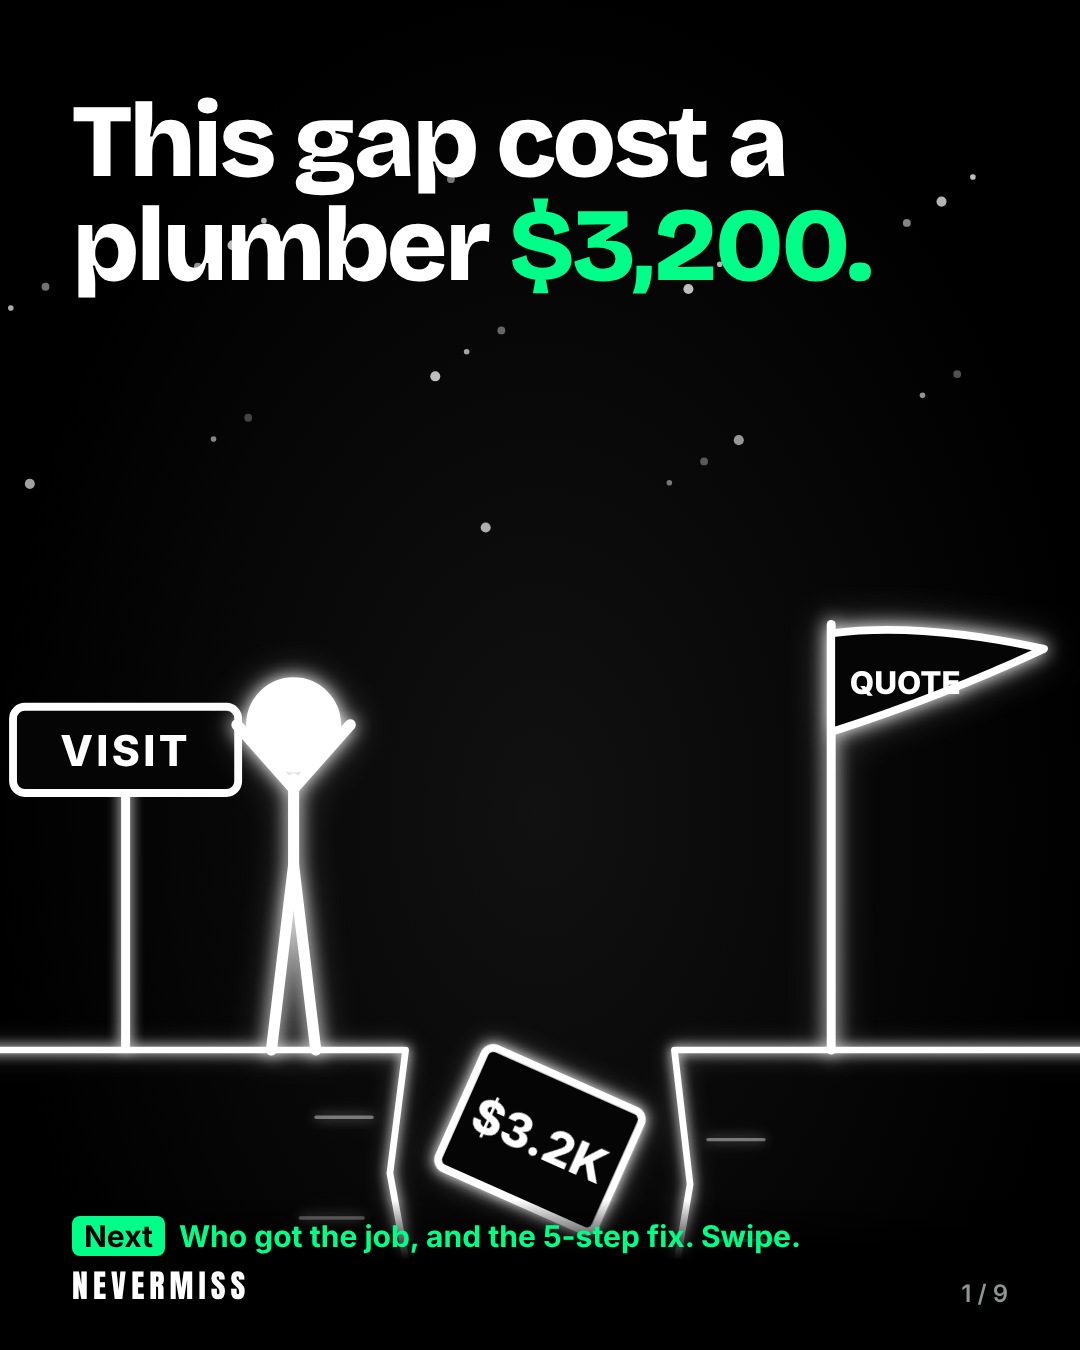 This gap cost a
plumber $3,200.
QUOTE
VISIT
$3.2K
Next Who got the job, and the 5-step fix. Swipe.
NEVERMISS
1 / 9